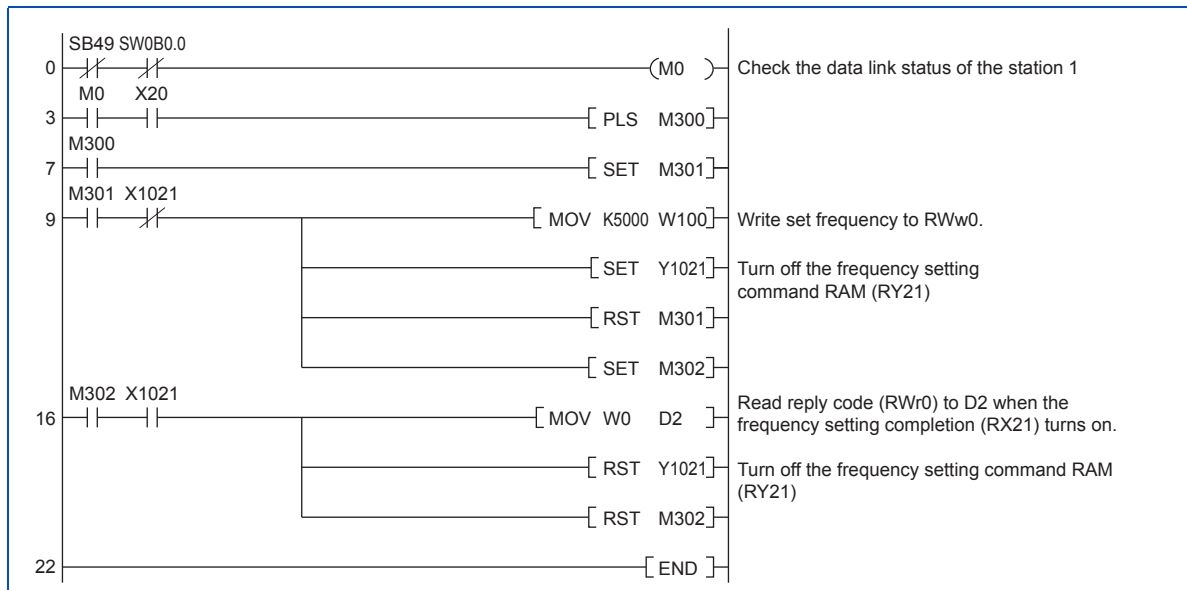 SB49 SW0B0.0
0 (M0 ) Check the data link status of the station 1
M0 X20
3 [ PLS M300 ]
M300
7 [ SET M301 ]
M301 X1021
9 [ MOV K5000 W100 ] Write set frequency to RWw0.
[ SET Y1021 ] Turn off the frequency setting
command RAM (RY21)
[ RST M301 ]
[ SET M302 ]
M302 X1021
16 [ MOV W0 D2 ] Read reply code (RWr0) to D2 when the
frequency setting completion (RX21) turns on.
[ RST Y1021 ] Turn off the frequency setting command RAM
(RY21)
[ RST M302 ]
22 [ END ]